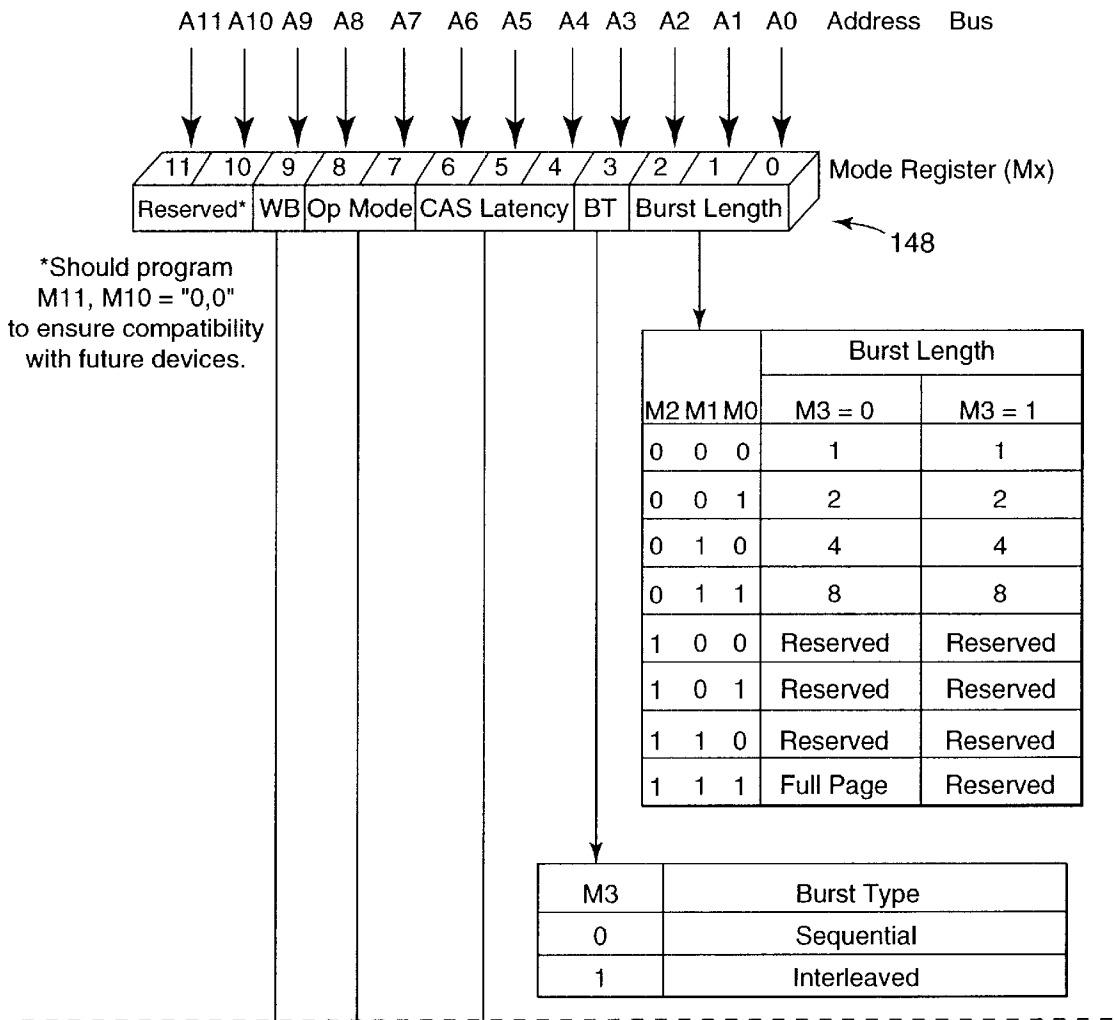 A11 A10 A9 A8 A7 A6 A5 A4 A3 A2 A1 A0 Address Bus
11 10 9 8 7 6 5 4 3 2 1 0 Mode Register (Mx)
Reserved* WB Op Mode CAS Latency BT Burst Length
148
*Should program
M11, M10 = "0,0"
to ensure compatibility
with future devices.
Burst Length
M2 M1 M0 M3 = 0 M3 = 1
0 0 0 1 1
0 0 1 2 2
0 1 0 4 4
0 1 1 8 8
1 0 0 Reserved Reserved
1 0 1 Reserved Reserved
1 1 0 Reserved Reserved
1 1 1 Full Page Reserved
M3 Burst Type
0 Sequential
1 Interleaved